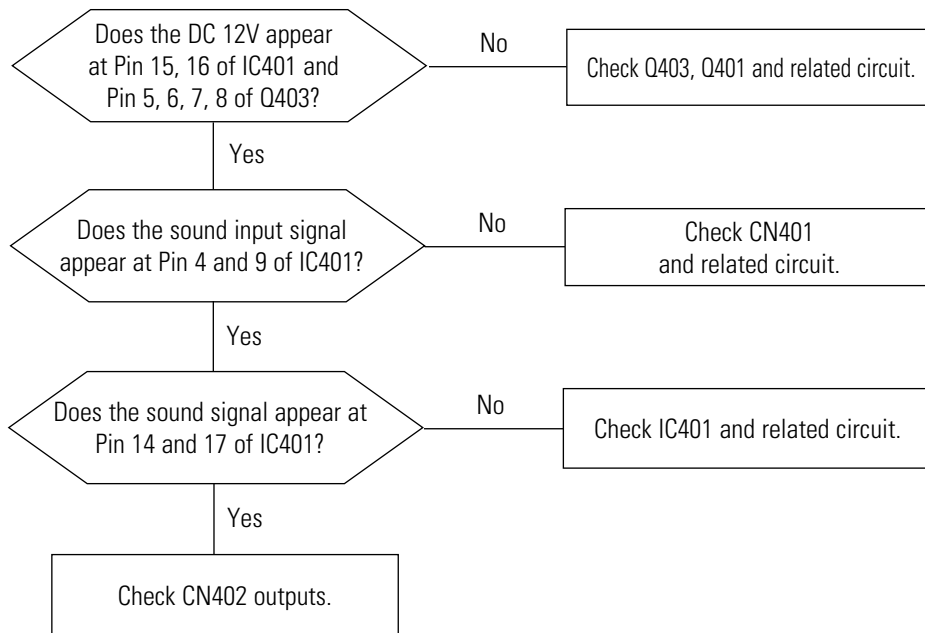 Does the DC 12V appear
at Pin 15, 16 of IC401 and
Pin 5, 6, 7, 8 of Q403?
No
Check Q403, Q401 and related circuit.
Yes
Does the sound input signal
appear at Pin 4 and 9 of IC401?
No
Check CN401
and related circuit.
Yes
Does the sound signal appear at
Pin 14 and 17 of IC401?
No
Check IC401 and related circuit.
Yes
Check CN402 outputs.